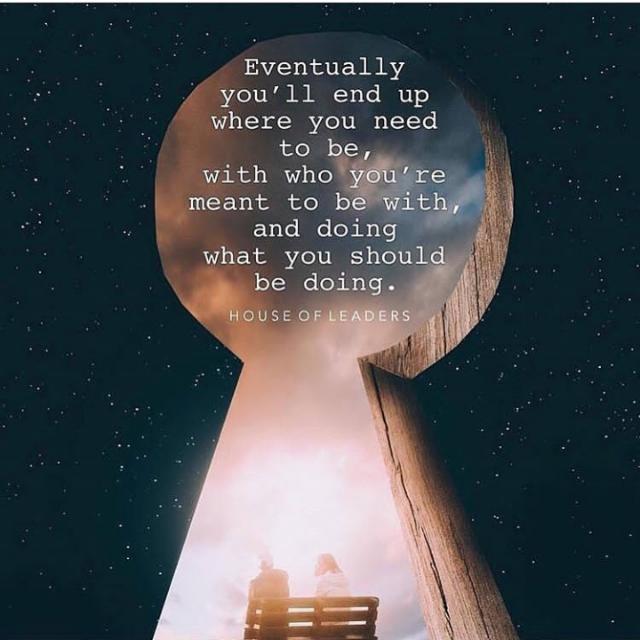 Eventually
you'll end up
where you need
to be,
with who you're
meant to be with,
and doing
what you should
be doing.
HOUSE OF LEADERS